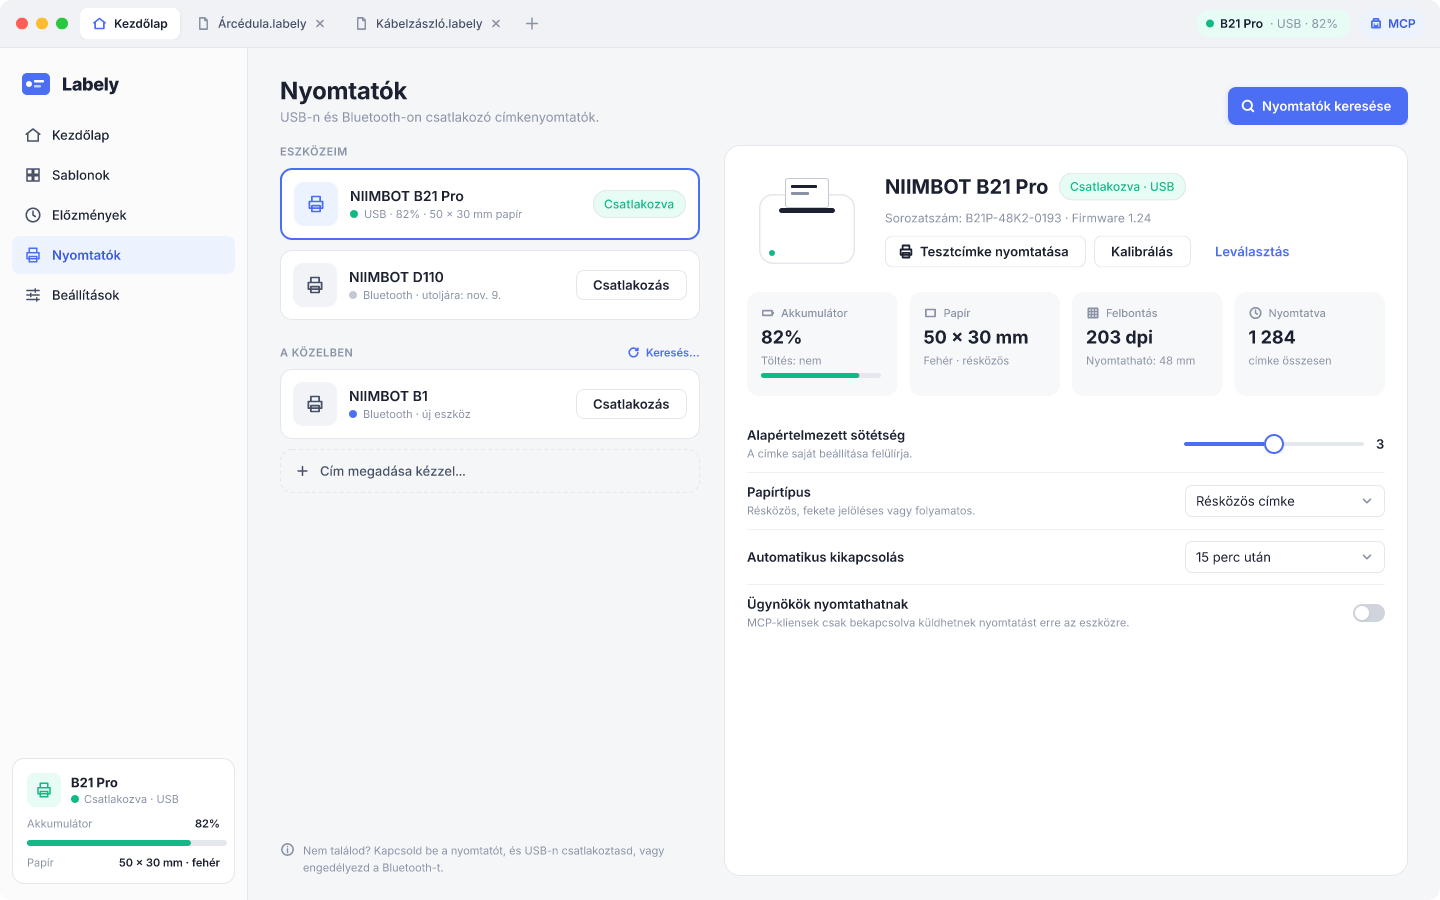 Kezdőlap
Árcédula.labely
Kábelzászló.labely
B21 Pro · USB · 82%
MCP
Labely
Kezdőlap
Sablonok
Előzmények
Nyomtatók
Beállítások
B21 Pro
Csatlakozva · USB
Akkumulátor 82%
Papír 50 × 30 mm · fehér
Nyomtatók
USB-n és Bluetooth-on csatlakozó címkenyomtatók.
Nyomtatók keresése
ESZKÖZEIM
NIIMBOT B21 Pro
USB · 82% · 50 × 30 mm papír
Csatlakozva
NIIMBOT D110
Bluetooth · utoljára: nov. 9.
Csatlakozás
A KÖZELBEN
Keresés...
NIIMBOT B1
Bluetooth · új eszköz
Csatlakozás
Cím megadása kézzel...
Nem találod? Kapcsold be a nyomtatót, és USB-n csatlakoztasd, vagy
engedélyezd a Bluetooth-t.
NIIMBOT B21 Pro
Csatlakozva · USB
Sorozatszám: B21P-48K2-0193 · Firmware 1.24
Tesztcímke nyomtatása
Kalibrálás
Leválasztás
Akkumulátor
82%
Töltés: nem
Papír
50 × 30 mm
Fehér · résközös
Felbontás
203 dpi
Nyomtatható: 48 mm
Nyomtatva
1 284
címke összesen
Alapértelmezett sötétség
A címke saját beállítása felülírja.
3
Papírtípus
Résközös, fekete jelöléses vagy folyamatos.
Résközös címke
Automatikus kikapcsolás
15 perc után
Ügynökök nyomtathatnak
MCP-kliensek csak bekapcsolva küldhetnek nyomtatást erre az eszközre.